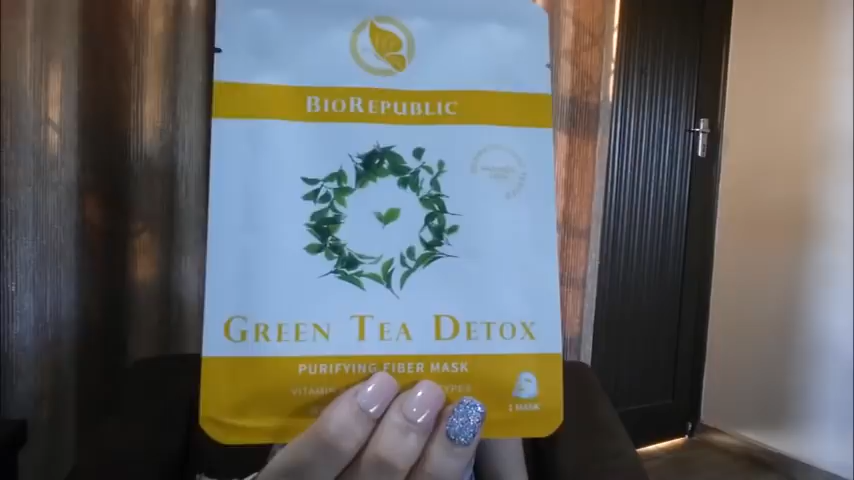 BIOREPUBLIC
GREEN TEA DETOX
PURIFYING FIBER MASK
1 MASK